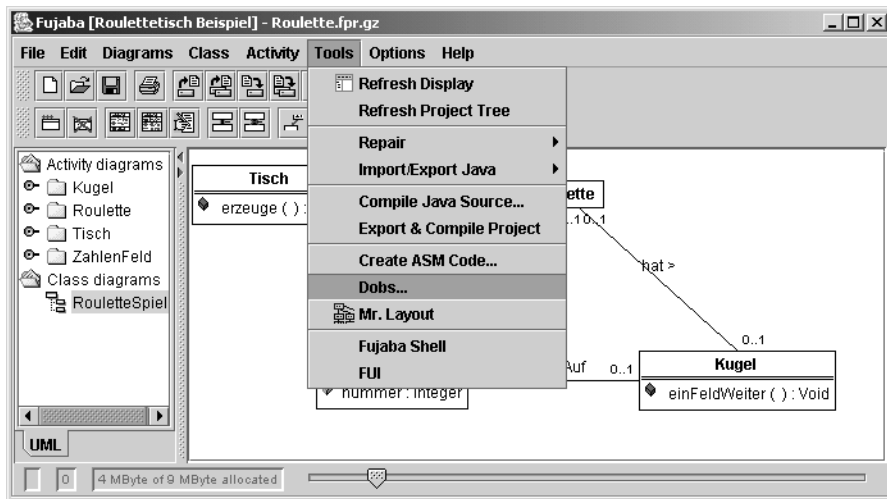 Fujaba [Roulettetisch Beispiel] - Roulette.fpr.gz
File Edit Diagrams Class Activity Tools Options Help
Refresh Display
Refresh Project Tree
Repair
Import/Export Java
Compile Java Source...
Export & Compile Project
Create ASM Code...
Dobs...
Mr. Layout
Fujaba Shell
FUI
Activity diagrams
Kugel
Roulette
Tisch
ZahlenFeld
Class diagrams
RouletteSpiel
UML
Tisch
erzeuge ( ) :
ette
..1 0..1
hat >
0..1
Auf 0..1
Kugel
einFeldWeiter ( ) : Void
nummer : Integer
0 4 MByte of 9 MByte allocated